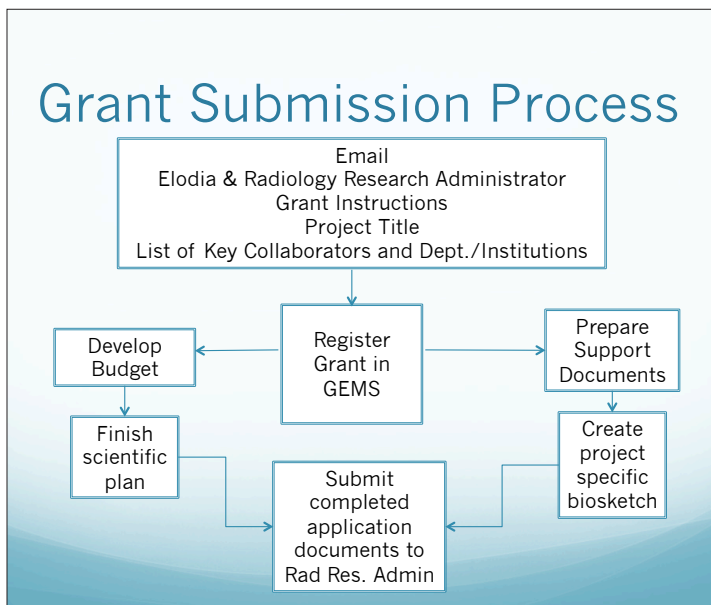 Grant Submission Process
Email
Elodia & Radiology Research Administrator
Grant Instructions
Project Title
List of Key Collaborators and Dept./Institutions
Register
Grant in
GEMS
Develop
Budget
Prepare
Support
Documents
Finish
scientific
plan
Create
project
specific
biosketch
Submit
completed
application
documents to
Rad Res. Admin